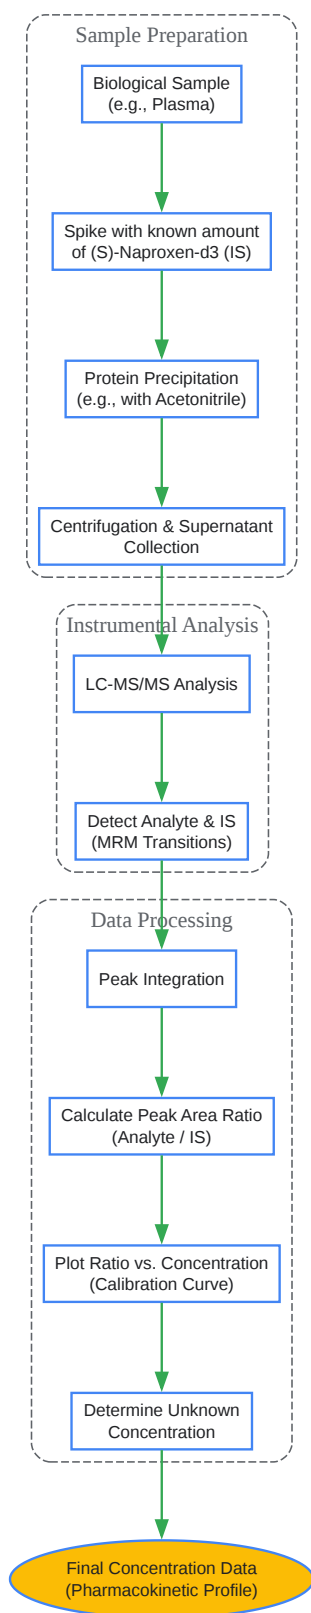 Sample Preparation
Biological Sample
(e.g., Plasma)
Spike with known amount
of (S)-Naproxen-d3 (IS)
Protein Precipitation
(e.g., with Acetonitrile)
Centrifugation & Supernatant
Collection
Instrumental Analysis
LC-MS/MS Analysis
Detect Analyte & IS
(MRM Transitions)
Data Processing
Peak Integration
Calculate Peak Area Ratio
(Analyte / IS)
Plot Ratio vs. Concentration
(Calibration Curve)
Determine Unknown
Concentration
Final Concentration Data
(Pharmacokinetic Profile)